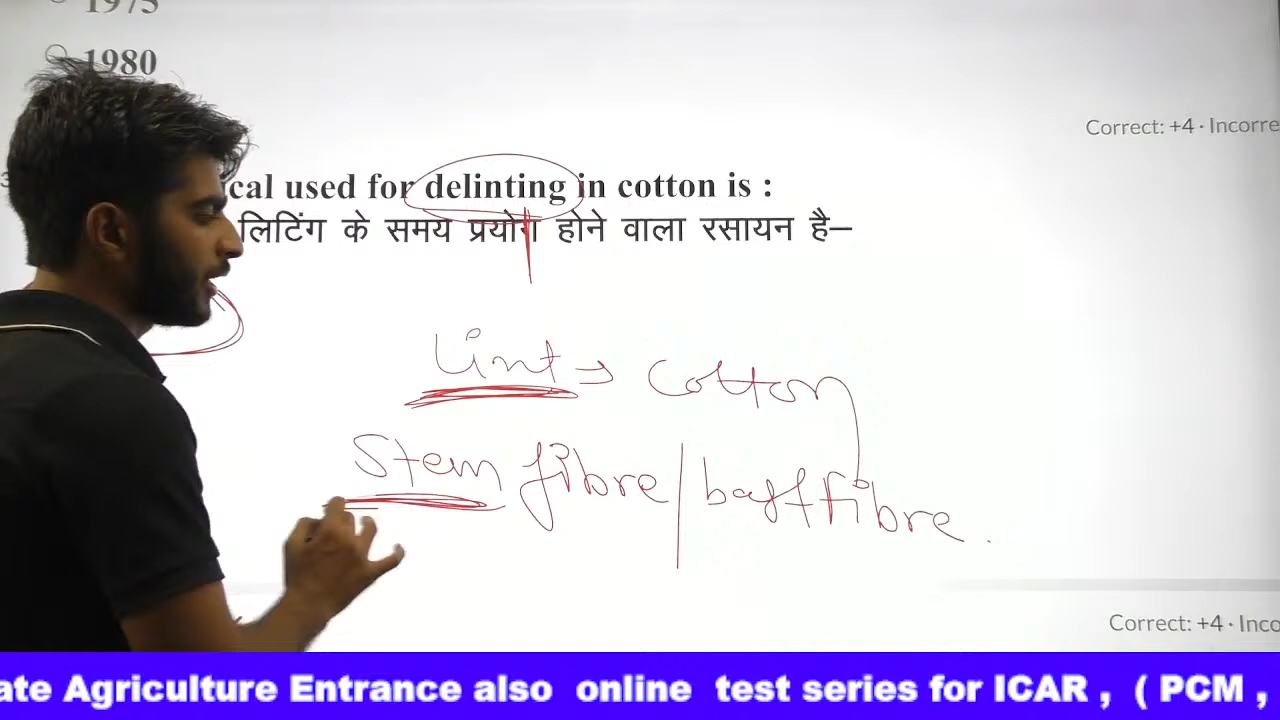 1975
1980
Correct: +4 · Incorre
cal used for delinting in cotton is :
लिटिंग के समय प्रयोग होने वाला रसायन है–
Lint → Cotton
Stem fibre / bast fibre.
Correct: +4 · Inco
ate Agriculture Entrance also online test series for ICAR , ( PCM ,